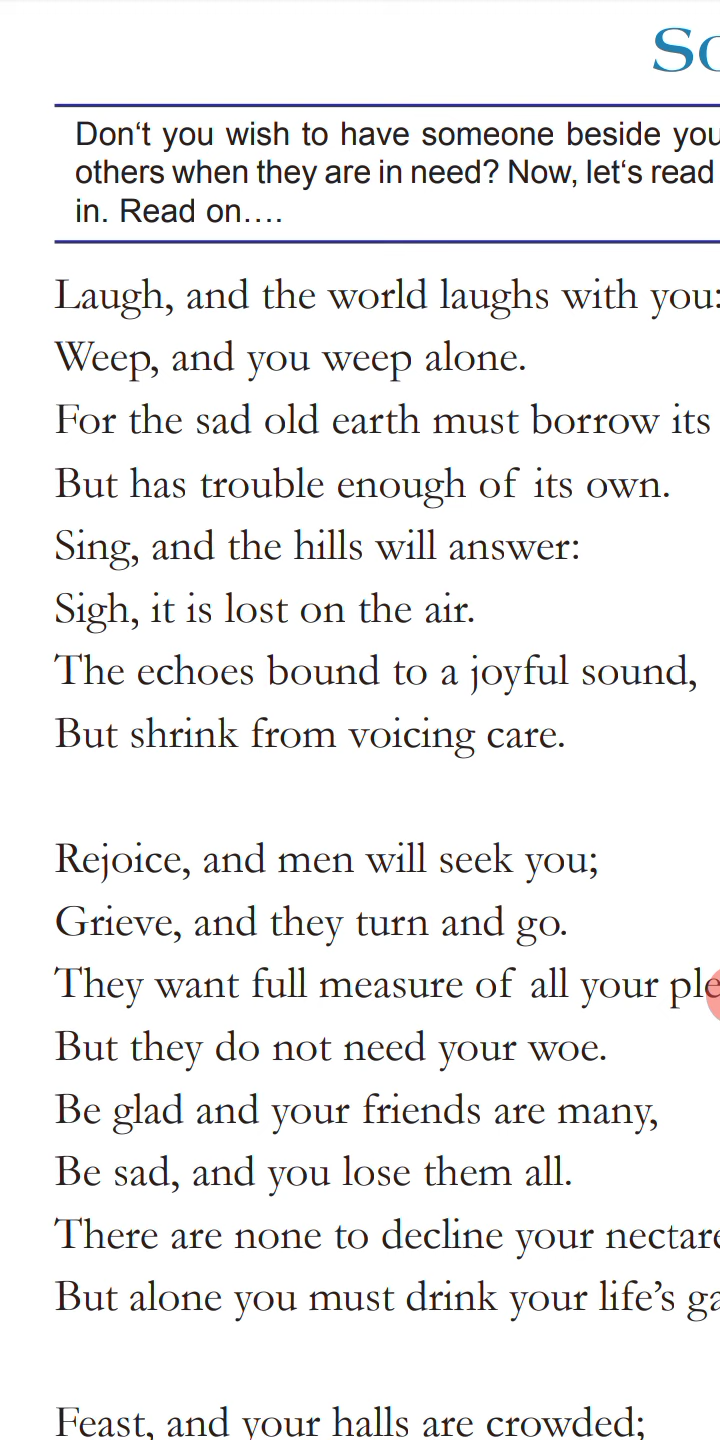 Don‘t you wish to have someone beside you
others when they are in need? Now, let‘s read
in. Read on….
Laugh, and the world laughs with you:
Weep, and you weep alone.
For the sad old earth must borrow its
But has trouble enough of its own.
Sing, and the hills will answer:
Sigh, it is lost on the air.
The echoes bound to a joyful sound,
But shrink from voicing care.
Rejoice, and men will seek you;
Grieve, and they turn and go.
They want full measure of all your
But they do not need your woe.
Be glad and your friends are many,
Be sad, and you lose them all.
There are none to decline your
But alone you must drink your life’s
Feast, and your halls are crowded;